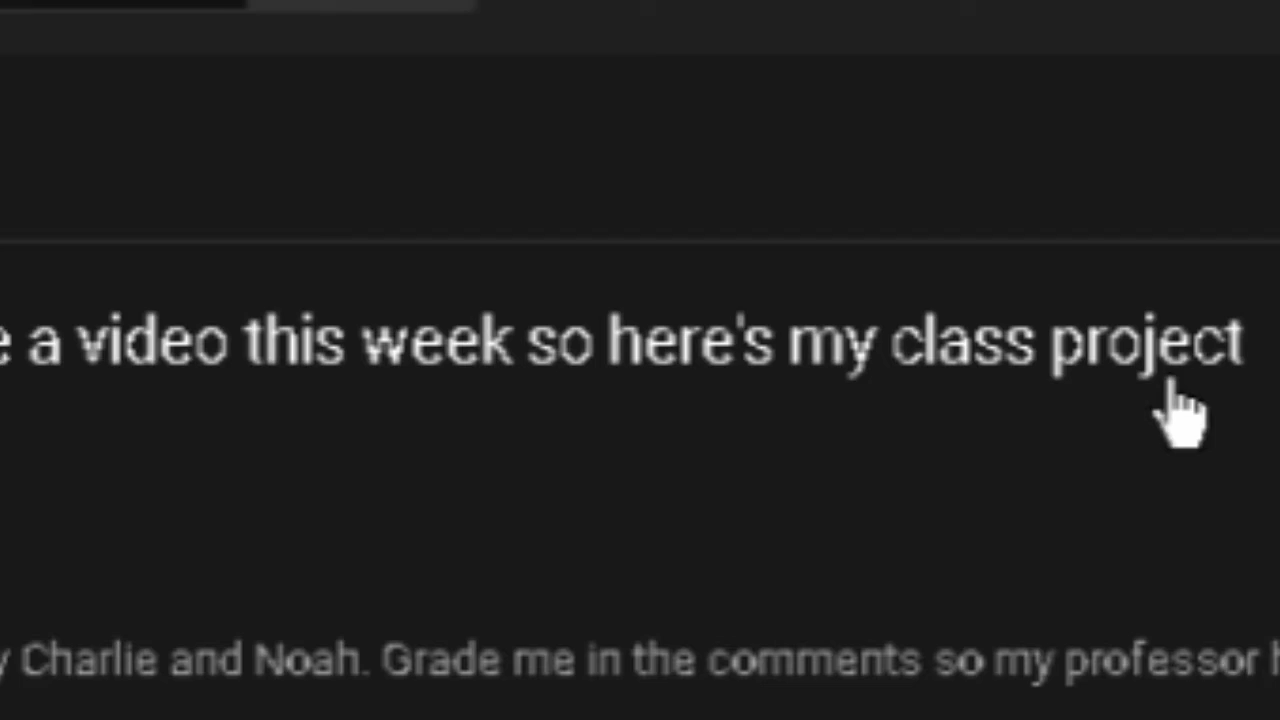 a video this week so here's my class project
Charlie and Noah. Grade me in the comments so my professor